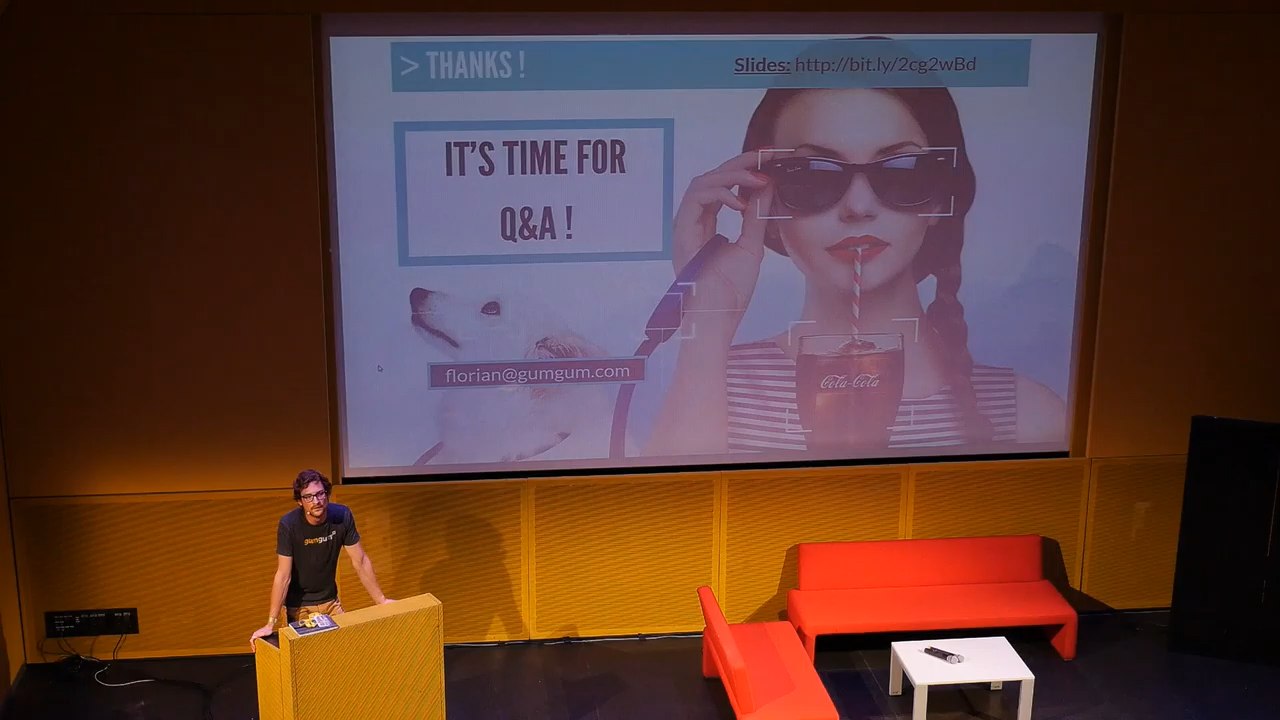 > THANKS !
Slides: http://bit.ly/2cg2wBd
IT'S TIME FOR
Q&A !
florian@gumgum.com
Coca-Cola
gumgum